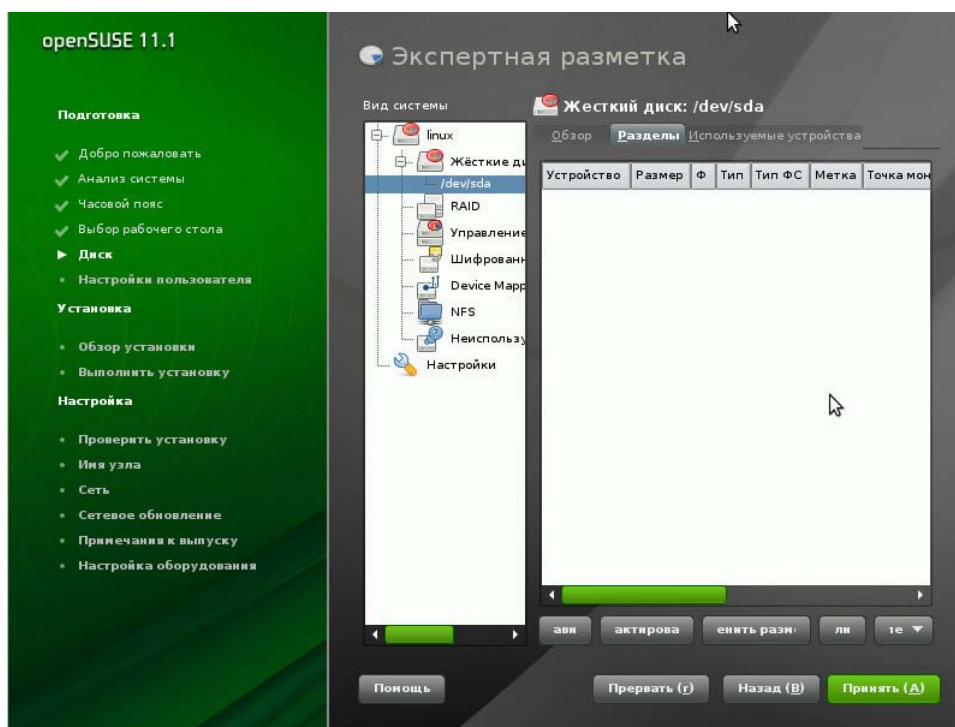 openSUSE 11.1
Подготовка
Добро пожаловать
Анализ системы
Часовой пояс
Выбор рабочего стола
Диск
Настройки пользователя
Установка
Обзор установки
Выполнить установку
Настройка
Проверить установку
Имя узла
Сеть
Сетевое обновление
Примечания к выпуску
Настройка оборудования
Экспертная разметка
Вид системы
linux
Жёсткие ди
/dev/sda
RAID
Управление
Шифрованн
Device Mapp
NFS
Неиспользу
Настройки
Жесткий диск: /dev/sda
Обзор Разделы Используемые устройства
Устройство Размер Ф Тип Тип ФС Метка Точка мон
ави актирова енить разм ли те
Помощь Прервать (r) Назад (B) Принять (A)